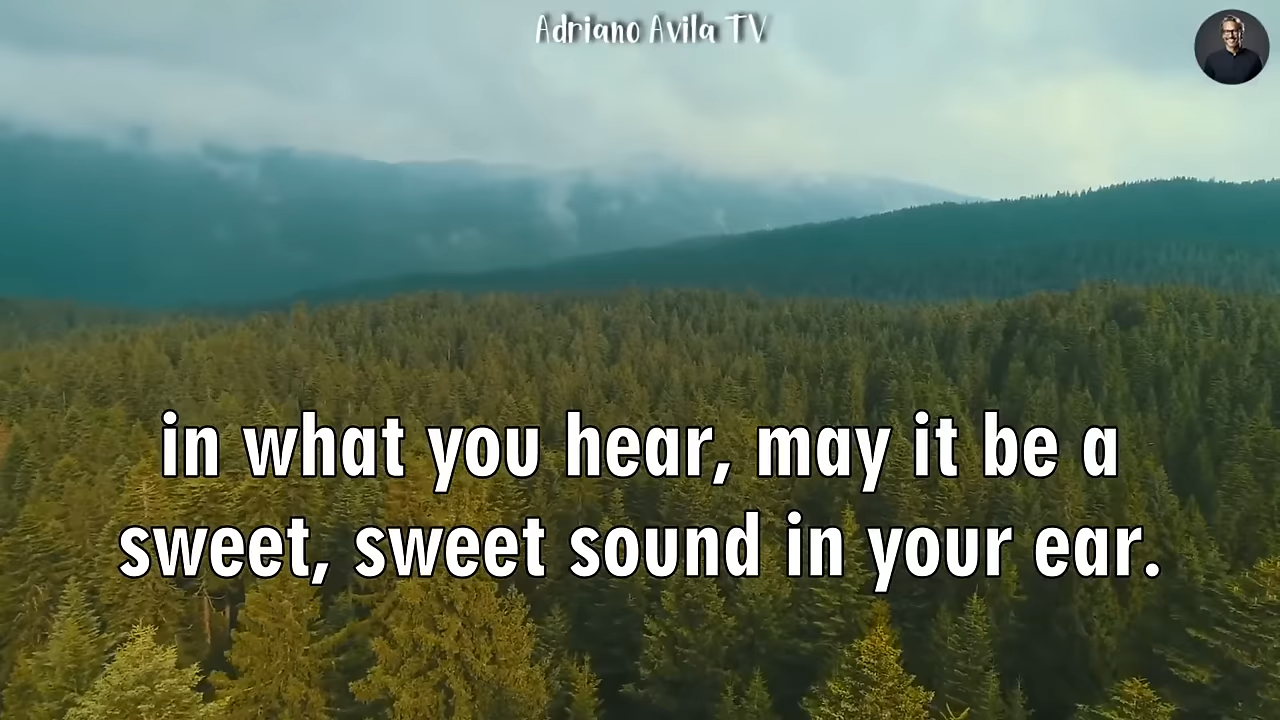 Adriano Avila TV
in what you hear, may it be a
sweet, sweet sound in your ear.